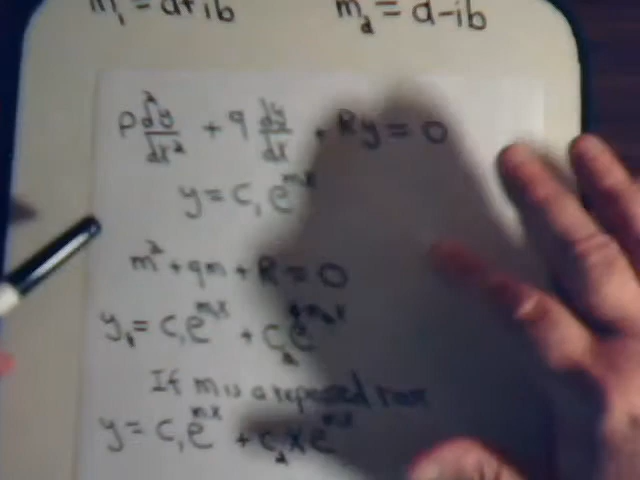 m₁ = a+ib m₂ = a-ib
P d²y/dx² + q dy/dx + Ry = 0
y = c₁e^mx
m² + qm + R = 0
y₁ = c₁e^mx + c₂e^m₂x
If m is a repeated root
y = c₁e^mx + c₂xe^mx